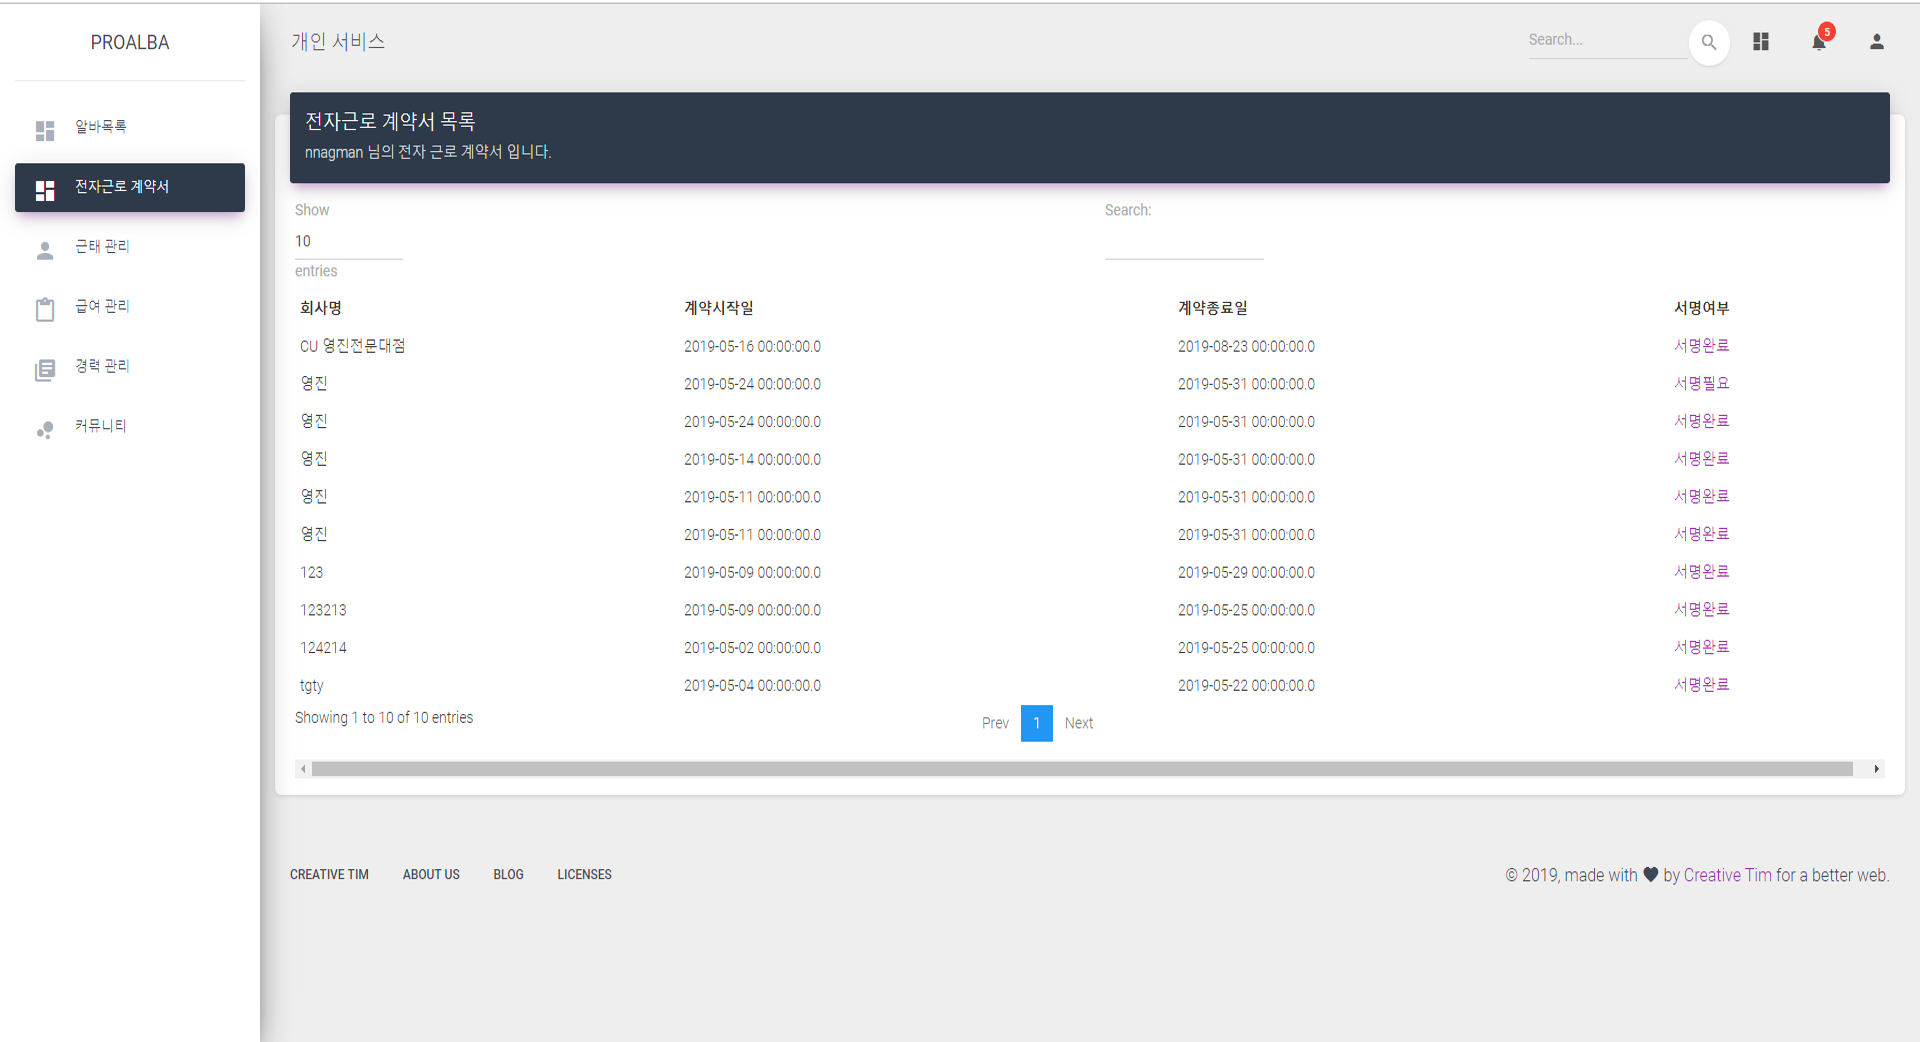 PROALBA
알바목록
전자근로 계약서
근태 관리
급여 관리
경력 관리
커뮤니티
개인 서비스
Search...
5
전자근로 계약서 목록
nnagman 님의 전자 근로 계약서 입니다.
Show
10
entries
Search:
회사명 계약시작일 계약종료일 서명여부
CU 영진전문대점 2019-05-16 00:00:00.0 2019-08-23 00:00:00.0 서명완료
영진 2019-05-24 00:00:00.0 2019-05-31 00:00:00.0 서명필요
영진 2019-05-24 00:00:00.0 2019-05-31 00:00:00.0 서명완료
영진 2019-05-14 00:00:00.0 2019-05-31 00:00:00.0 서명완료
영진 2019-05-11 00:00:00.0 2019-05-31 00:00:00.0 서명완료
영진 2019-05-11 00:00:00.0 2019-05-31 00:00:00.0 서명완료
123 2019-05-09 00:00:00.0 2019-05-29 00:00:00.0 서명완료
123213 2019-05-09 00:00:00.0 2019-05-25 00:00:00.0 서명완료
124214 2019-05-02 00:00:00.0 2019-05-25 00:00:00.0 서명완료
tgty 2019-05-04 00:00:00.0 2019-05-22 00:00:00.0 서명완료
Showing 1 to 10 of 10 entries
Prev 1 Next
CREATIVE TIM ABOUT US BLOG LICENSES
© 2019, made with ♥ by Creative Tim for a better web.